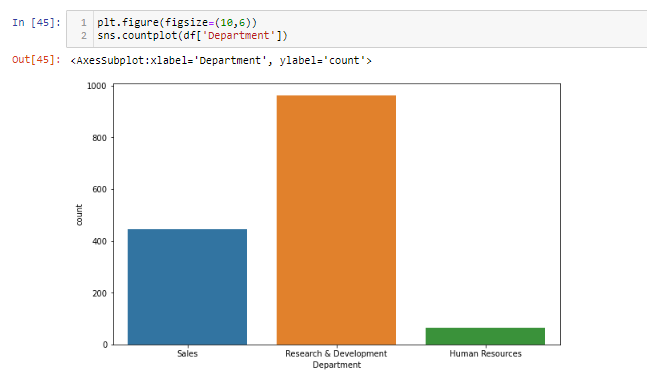 In [45]:
1 plt.figure(figsize=(10,6))
2 sns.countplot(df['Department'])
Out[45]: <AxesSubplot:xlabel='Department', ylabel='count'>
1000
800
600
400
200
0
count
Sales Research & Development Human Resources
Department